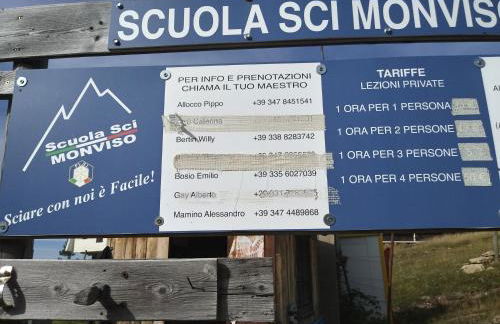 SCUOLA SCI MONVISO
Scuola Sci
MONVISO
Sciare con noi è Facile!
PER INFO E PRENOTAZIONI
CHIAMA IL TUO MAESTRO
Allocco Pippo +39 347 8451541
Bertin Willy +39 338 8283742
Bosio Emilio +39 335 6027039
Gay Alberto
Mamino Alessandro +39 347 4489868
TARIFFE
LEZIONI PRIVATE
1 ORA PER 1 PERSONA
1 ORA PER 2 PERSONE
1 ORA PER 3 PERSONE
1 ORA PER 4 PERSONE